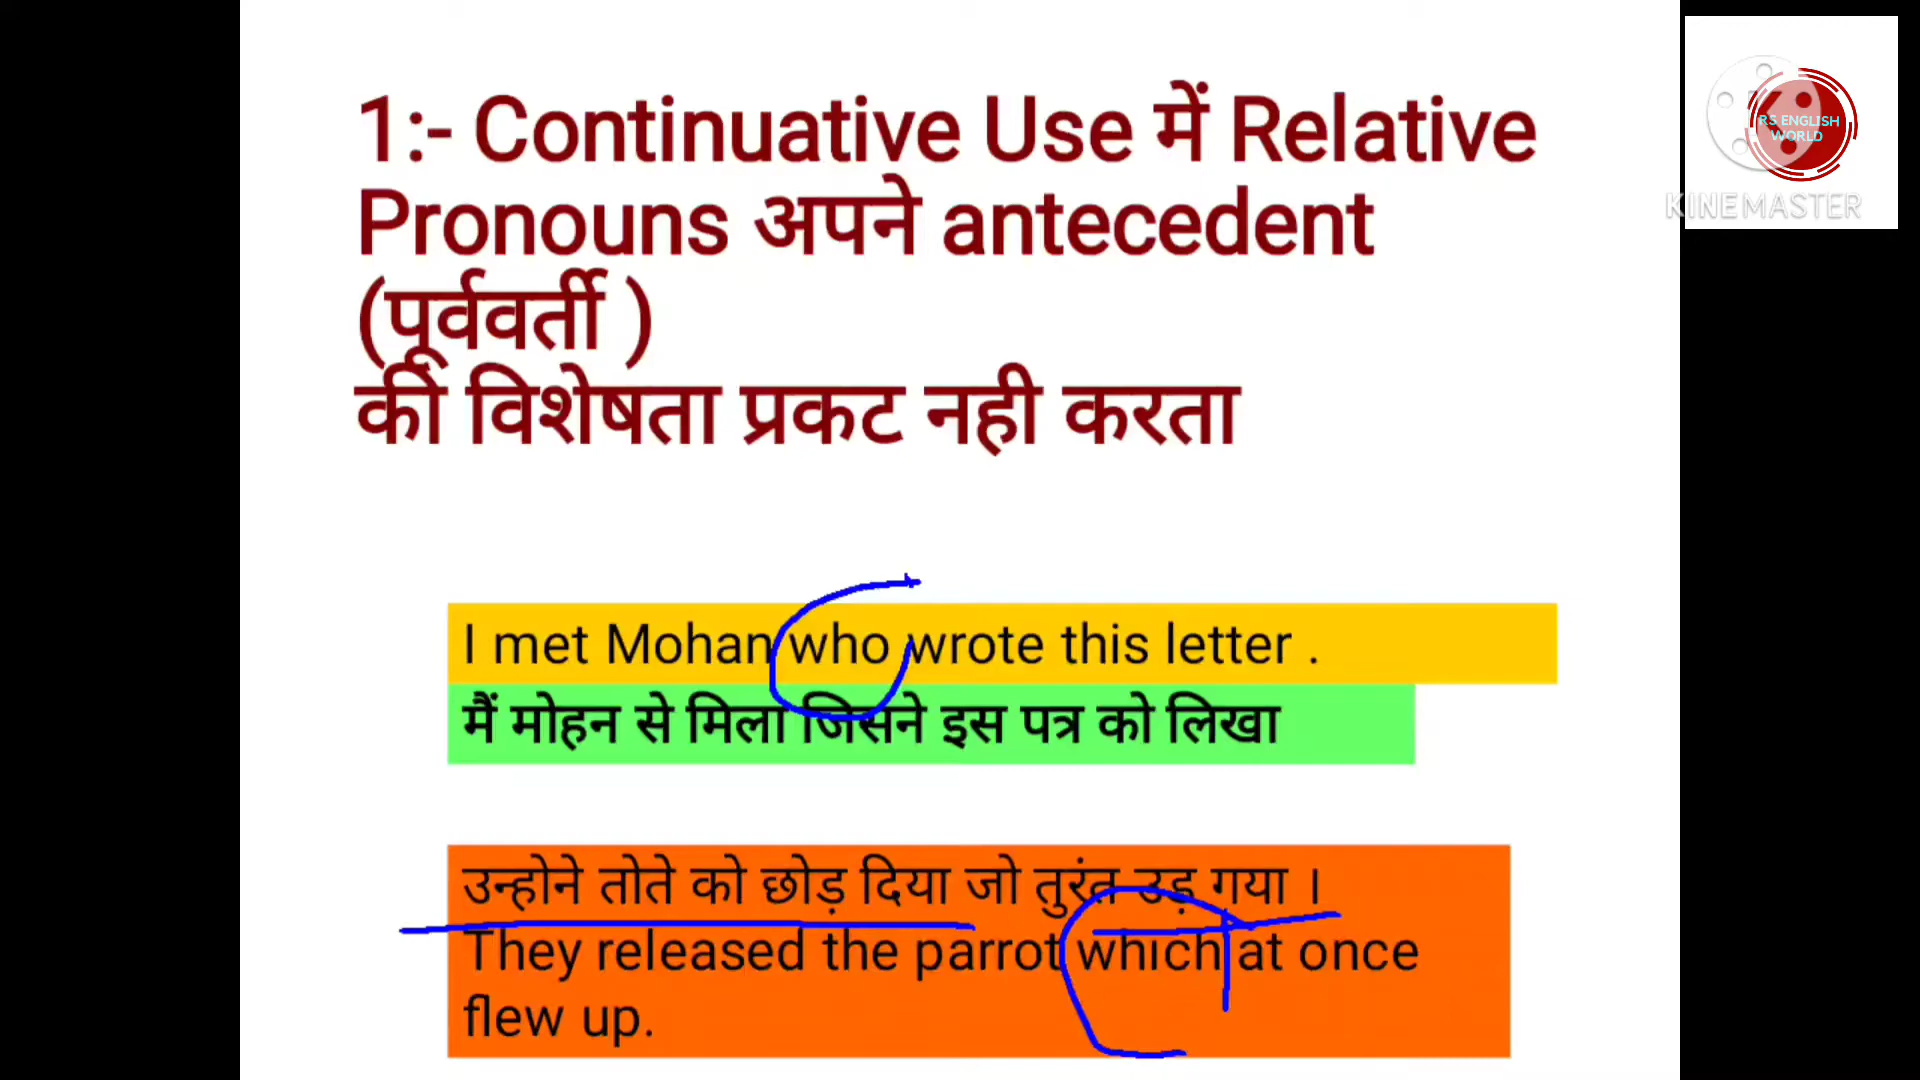 1:- Continuative Use में Relative
Pronouns अपने antecedent
(पूर्ववर्ती )
की विशेषता प्रकट नही करता
I met Mohan who wrote this letter .
मैं मोहन से मिला जिसने इस पत्र को लिखा
उन्होने तोते को छोड़ दिया जो तुरंत उड़ गया ।
They released the parrot which at once
flew up.
RS ENGLISH
WORLD
KINEMASTER